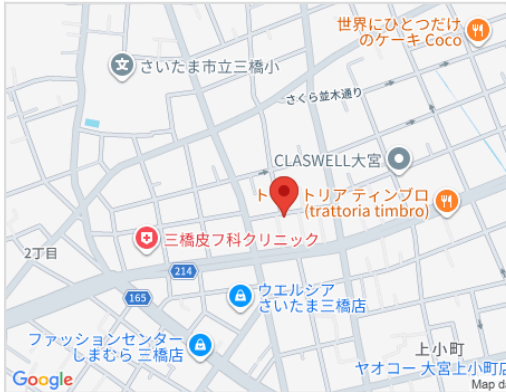 世界にひとつだけ
のケーキ Coco
文
さいたま市立三橋小
さくら並木通り
CLASWELL大宮
トリア ティンブロ
(trattoria timbro)
三橋皮フ科クリニック
2丁目
214
165
ウエルシア
さいたま三橋店
ファッションセンター
しまむら 三橋店
上小町
ヤオコー 大宮上小町店
Google
Map da